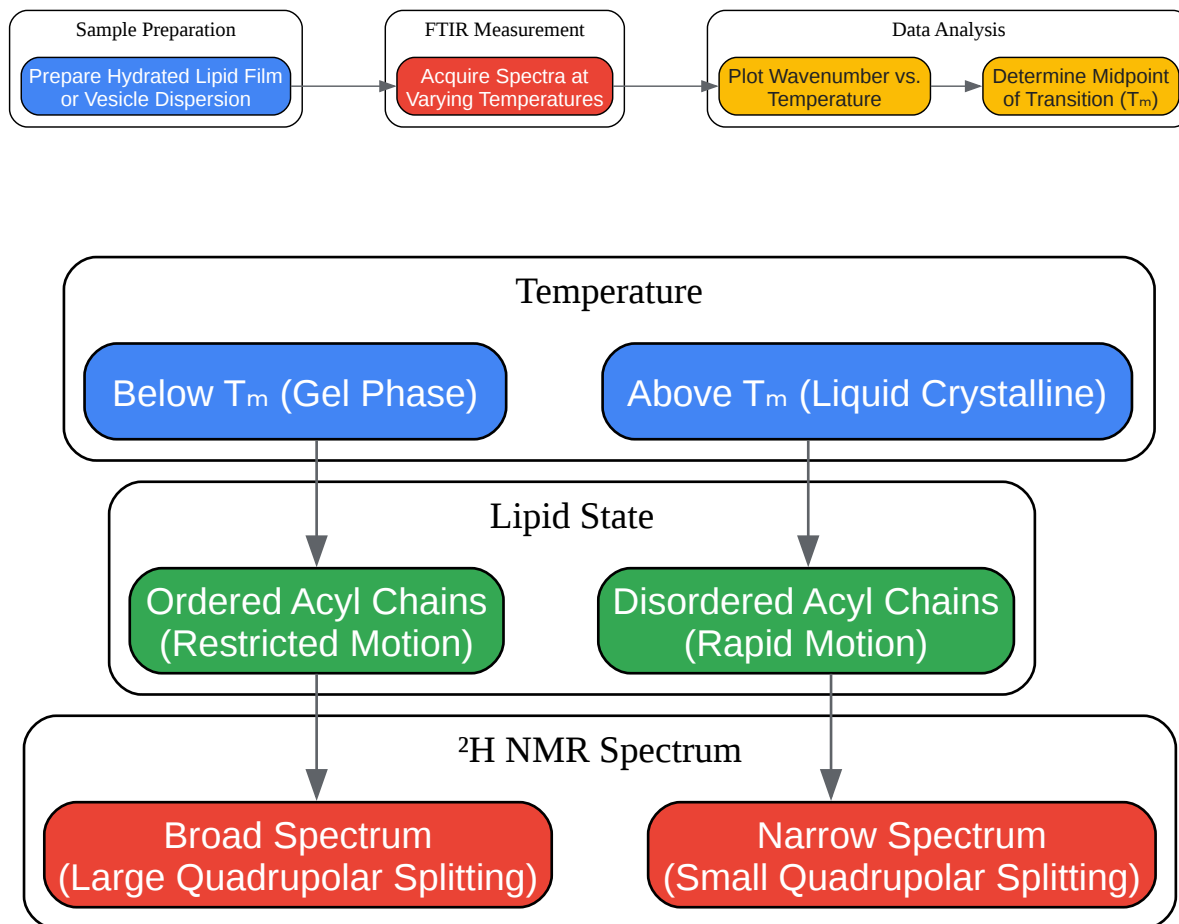 Sample Preparation
FTIR Measurement
Data Analysis
Prepare Hydrated Lipid Film
or Vesicle Dispersion
Acquire Spectra at
Varying Temperatures
Plot Wavenumber vs.
Temperature
Determine Midpoint
of Transition (Tₘ)
Temperature
Below Tₘ (Gel Phase)
Above Tₘ (Liquid Crystalline)
Lipid State
Ordered Acyl Chains
(Restricted Motion)
Disordered Acyl Chains
(Rapid Motion)
²H NMR Spectrum
Broad Spectrum
(Large Quadrupolar Splitting)
Narrow Spectrum
(Small Quadrupolar Splitting)